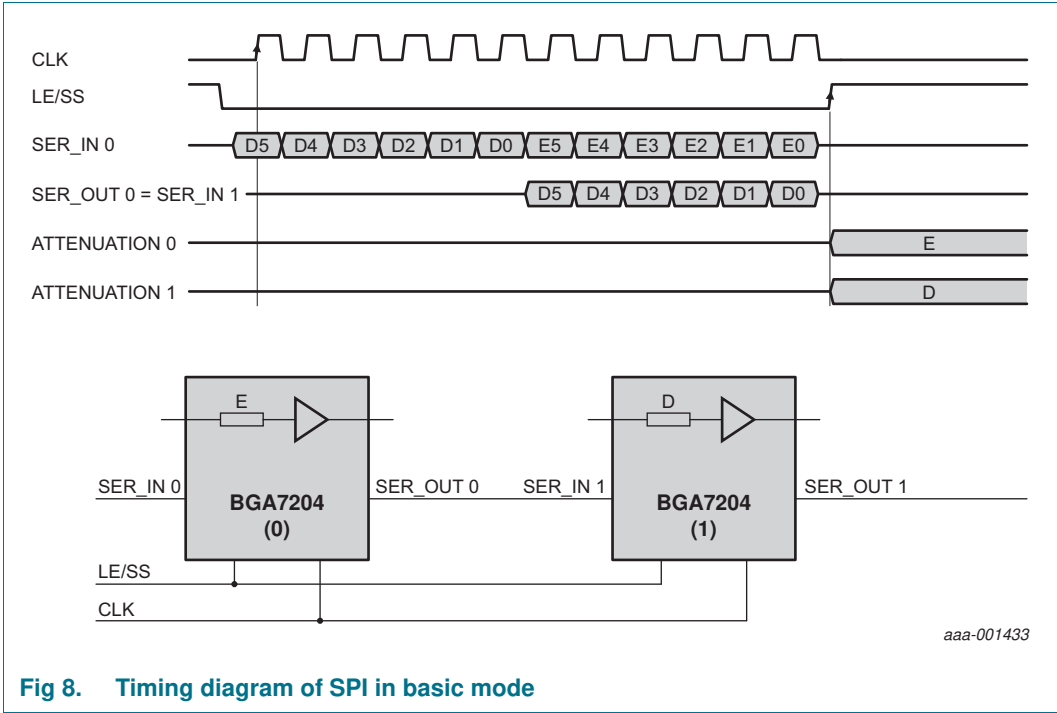 CLK
LE/SS
SER_IN 0 D5 D4 D3 D2 D1 D0 E5 E4 E3 E2 E1 E0
SER_OUT 0 = SER_IN 1 D5 D4 D3 D2 D1 D0
ATTENUATION 0 E
ATTENUATION 1 D
E D
SER_IN 0 SER_OUT 0 SER_IN 1 SER_OUT 1
BGA7204 BGA7204
(0) (1)
LE/SS
CLK
aaa-001433
Fig 8. Timing diagram of SPI in basic mode